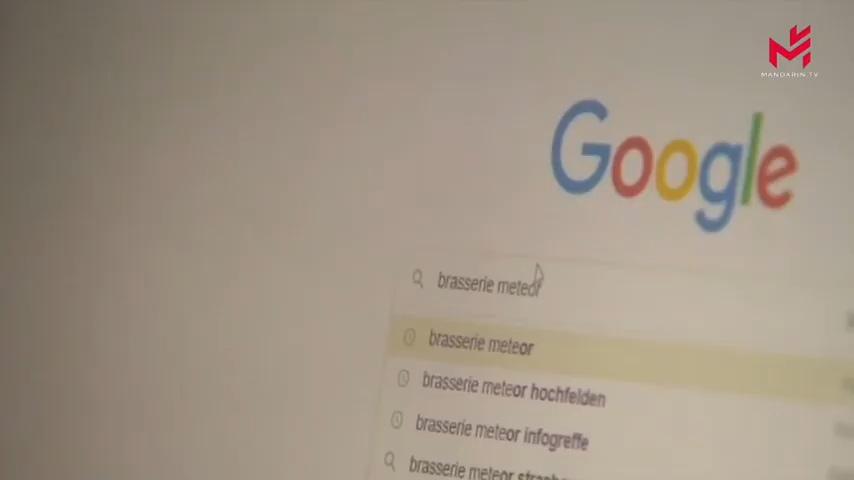 MANDARIN.TV
Google
brasserie meteor
brasserie meteor
brasserie meteor hochfelden
brasserie meteor infogreffe
brasserie meteor